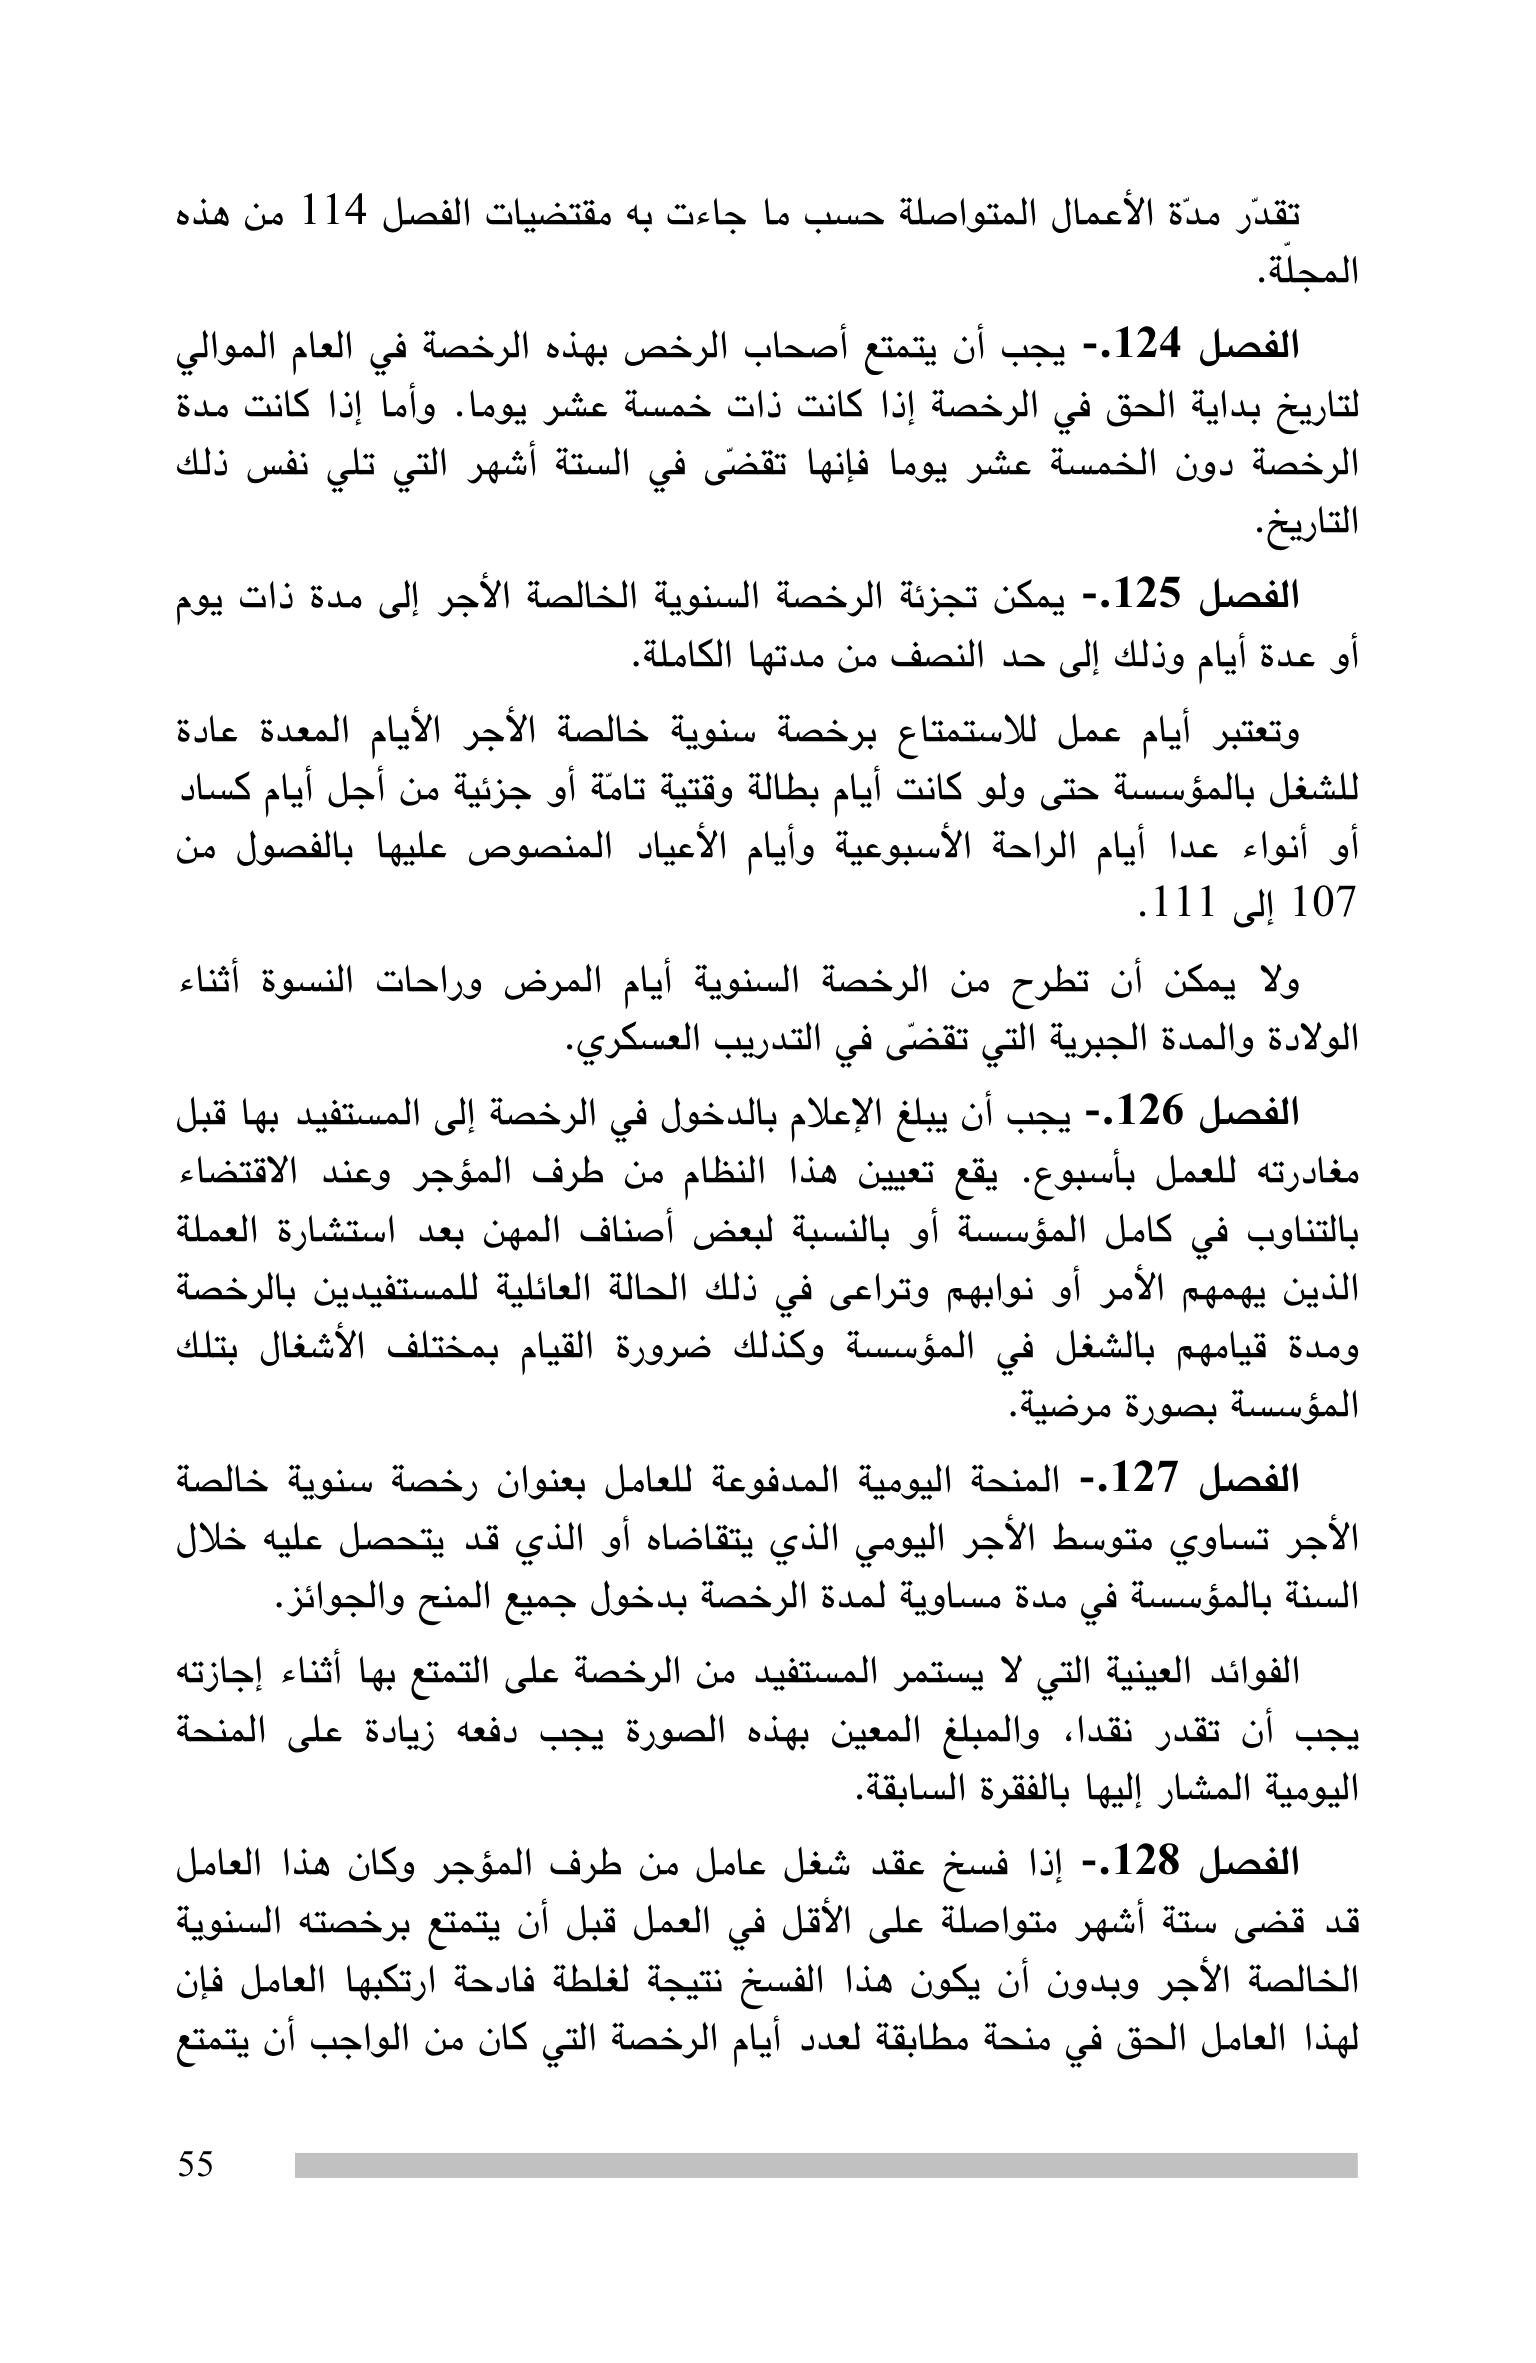 تقدّر مدّة الأعمال المتواصلة حسب ما جاءت به مقتضيات الفصل 114 من هذه
المجلّة.
الفصل 124.- يجب أن يتمتع أصحاب الرخص بهذه الرخصة في العام الموالي
لتاريخ بداية الحق في الرخصة إذا كانت ذات خمسة عشر يوما. وأما إذا كانت مدة
الرخصة دون الخمسة عشر يوما فإنها تقضّى في الستة أشهر التي تلي نفس ذلك
التاريخ.
الفصل 125.- يمكن تجزئة الرخصة السنوية الخالصة الأجر إلى مدة ذات يوم
أو عدة أيام وذلك إلى حد النصف من مدتها الكاملة.
وتعتبر أيام عمل للاستمتاع برخصة سنوية خالصة الأجر الأيام المعدة عادة
للشغل بالمؤسسة حتى ولو كانت أيام بطالة وقتية تامّة أو جزئية من أجل أيام كساد
أو أنواء عدا أيام الراحة الأسبوعية وأيام الأعياد المنصوص عليها بالفصول من
107 إلى 111.
ولا يمكن أن تطرح من الرخصة السنوية أيام المرض وراحات النسوة أثناء
الولادة والمدة الجبرية التي تقضّى في التدريب العسكري.
الفصل 126.- يجب أن يبلغ الإعلام بالدخول في الرخصة إلى المستفيد بها قبل
مغادرته للعمل بأسبوع. يقع تعيين هذا النظام من طرف المؤجر وعند الاقتضاء
بالتناوب في كامل المؤسسة أو بالنسبة لبعض أصناف المهن بعد استشارة العملة
الذين يهمهم الأمر أو نوابهم وتراعى في ذلك الحالة العائلية للمستفيدين بالرخصة
ومدة قيامهم بالشغل في المؤسسة وكذلك ضرورة القيام بمختلف الأشغال بتلك
المؤسسة بصورة مرضية.
الفصل 127.- المنحة اليومية المدفوعة للعامل بعنوان رخصة سنوية خالصة
الأجر تساوي متوسط الأجر اليومي الذي يتقاضاه أو الذي قد يتحصل عليه خلال
السنة بالمؤسسة في مدة مساوية لمدة الرخصة بدخول جميع المنح والجوائز.
الفوائد العينية التي لا يستمر المستفيد من الرخصة على التمتع بها أثناء إجازته
يجب أن تقدر نقدا، والمبلغ المعين بهذه الصورة يجب دفعه زيادة على المنحة
اليومية المشار إليها بالفقرة السابقة.
الفصل 128.- إذا فسخ عقد شغل عامل من طرف المؤجر وكان هذا العامل
قد قضى ستة أشهر متواصلة على الأقل في العمل قبل أن يتمتع برخصته السنوية
الخالصة الأجر وبدون أن يكون هذا الفسخ نتيجة لغلطة فادحة ارتكبها العامل فإن
لهذا العامل الحق في منحة مطابقة لعدد أيام الرخصة التي كان من الواجب أن يتمتع
55